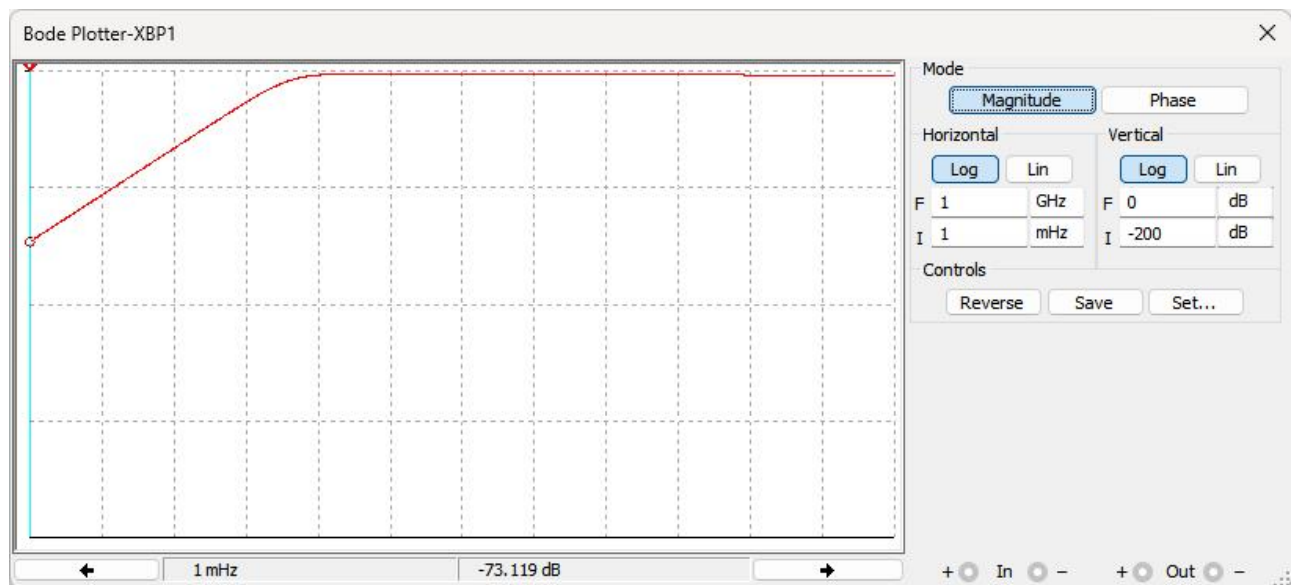 Bode Plotter-XBP1
Mode
Magnitude Phase
Horizontal Vertical
Log Lin Log Lin
F 1 GHz F 0 dB
I 1 mHz I -200 dB
Controls
Reverse Save Set...
1 mHz -73.119 dB + In - + Out -